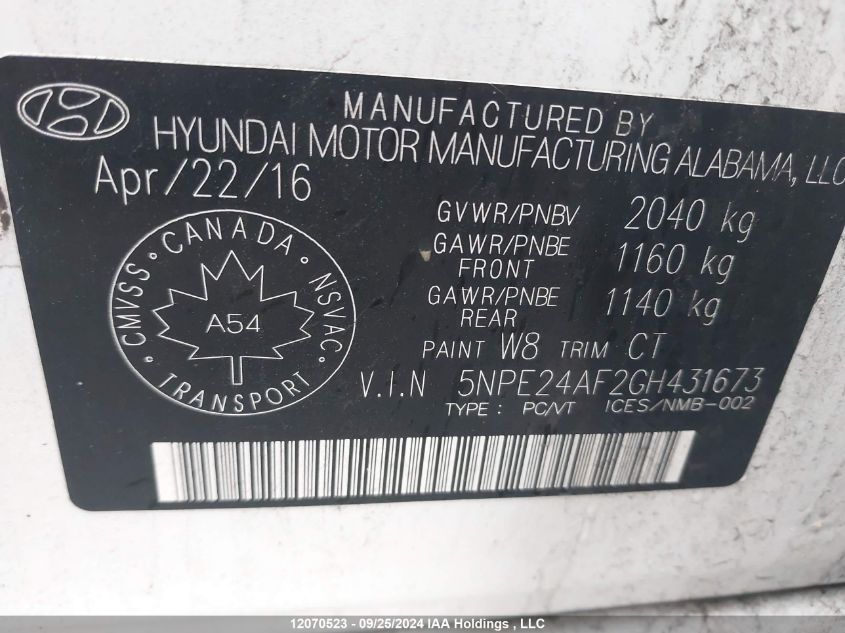 MANUFACTURED BY
HYUNDAI MOTOR MANUFACTURING ALABAMA, LLC
Apr/22/16
GVWR/PNBV 2040 kg
GAWR/PNBE FRONT 1160 kg
GAWR/PNBE REAR 1140 kg
CANADA
CMVSS NSVAC
A54
TRANSPORT
PAINT W8 TRIM CT
V.I.N 5NPE24AF2GH431673
TYPE : PC/VT ICES/NMB-002
12070523 - 09/25/2024 IAA Holdings , LLC